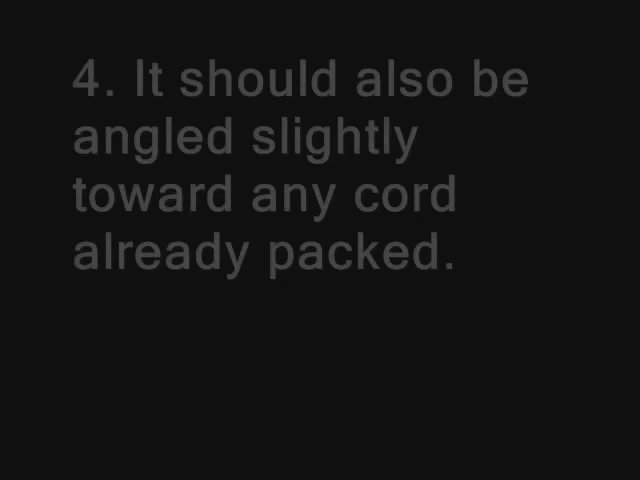 4. It should also be
angled slightly
toward any cord
already packed.